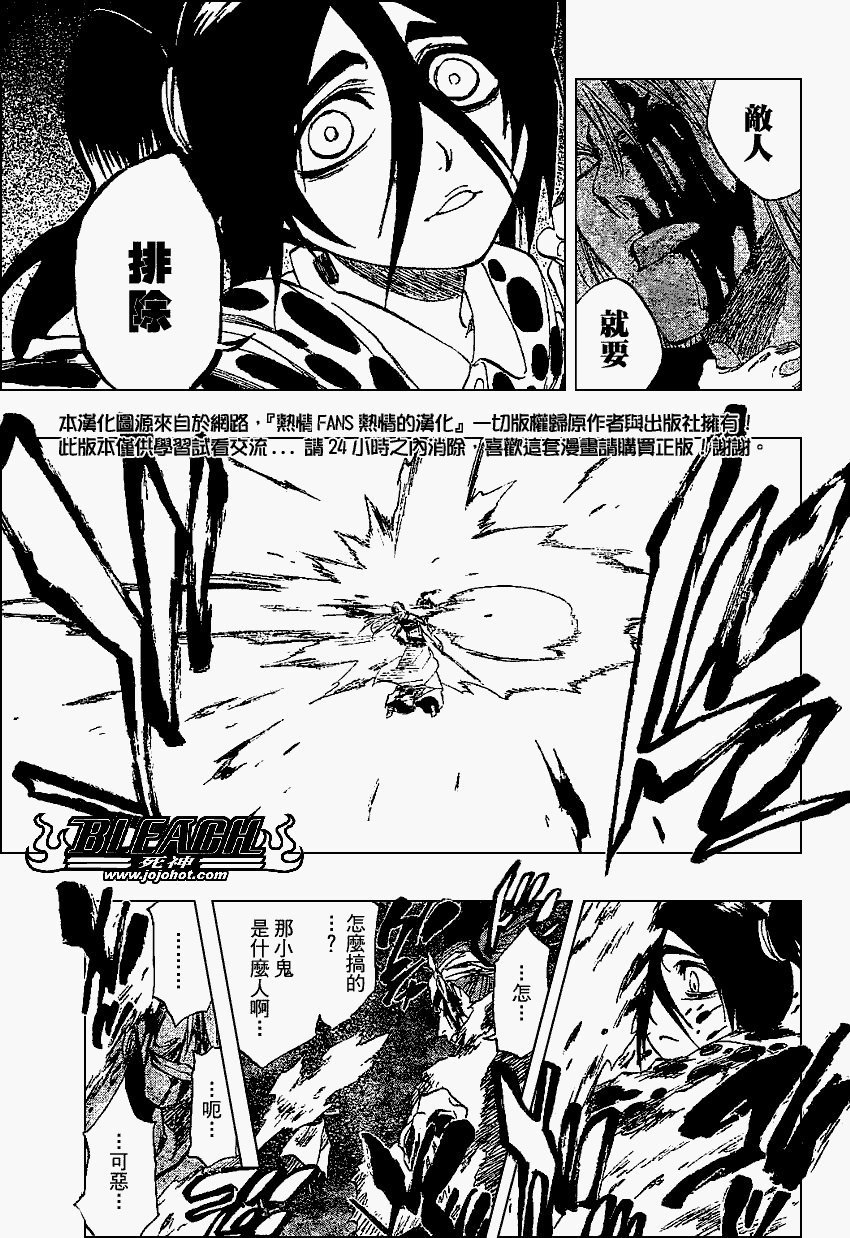 敵人
就要
排除
本漢化圖源來自於網路，『熱情 FANS 熱情的漢化』一切版權歸原作者與出版社擁有！
此版本僅供學習試看交流... 請 24 小時之內消除，喜歡這套漫畫請購買正版！謝謝。
BLEACH
死神
www.jojohot.com
…怎…
怎麼搞的
…?
那小鬼
是什麼人啊…
……
…呃…
…可惡…